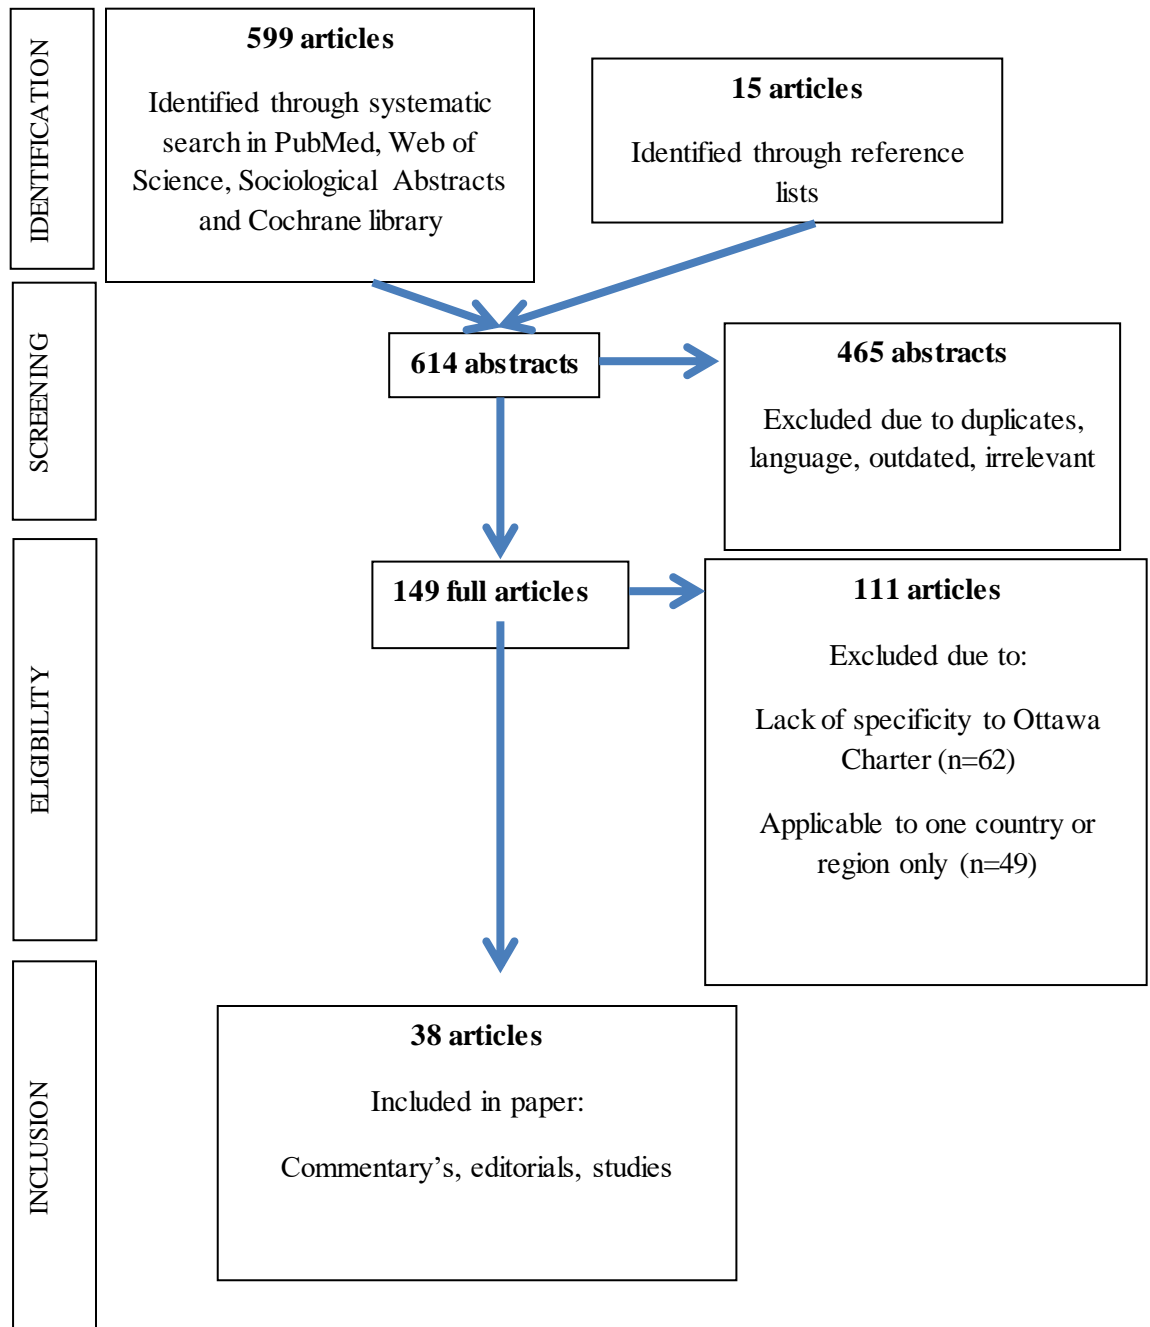 IDENTIFICATION
599 articles
Identified through systematic
search in PubMed, Web of
Science, Sociological Abstracts
and Cochrane library
15 articles
Identified through reference
lists
SCREENING
614 abstracts
465 abstracts
Excluded due to duplicates,
language, outdated, irrelevant
ELIGIBILITY
149 full articles
111 articles
Excluded due to:
Lack of specificity to Ottawa
Charter (n=62)
Applicable to one country or
region only (n=49)
INCLUSION
38 articles
Included in paper:
Commentary’s, editorials, studies